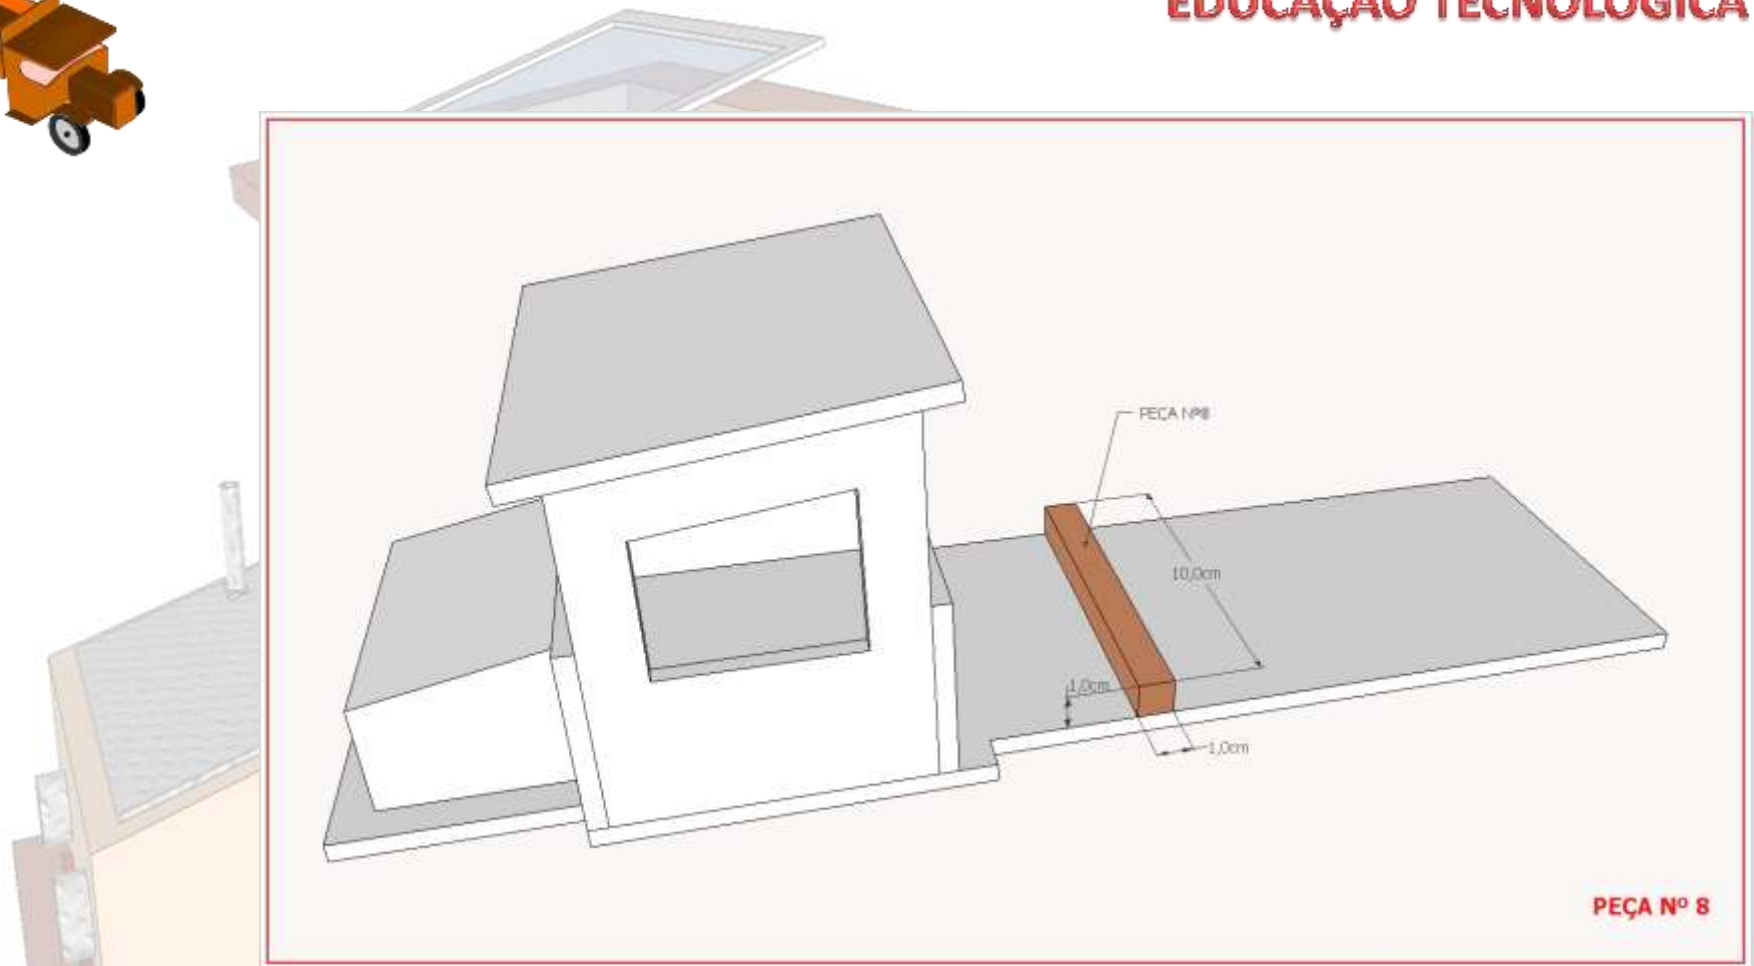 EDUCAÇÃO TECNOLÓGICA
PEÇA Nº8
10,0cm
1,0cm
1,0cm
PEÇA Nº 8